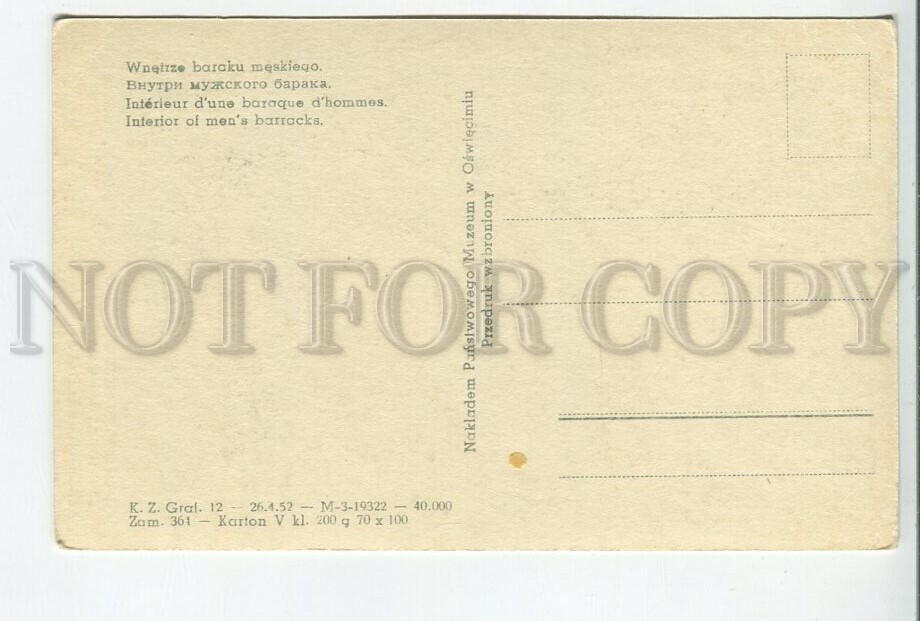 Wnętrze baraku męskiego.
Внутри мужского барака.
Intérieur d'une baraque d'hommes.
Interior of men's barracks.
Nakładem Państwowego Muzeum w Oświęcimiu
Przedruk wzbroniony
NOT FOR COPY
K. Z. Graf. 12 — 26.4.52 — M-3-19322 — 40.000
Zam. 364 — Karton V kl. 200 g 70 x 100